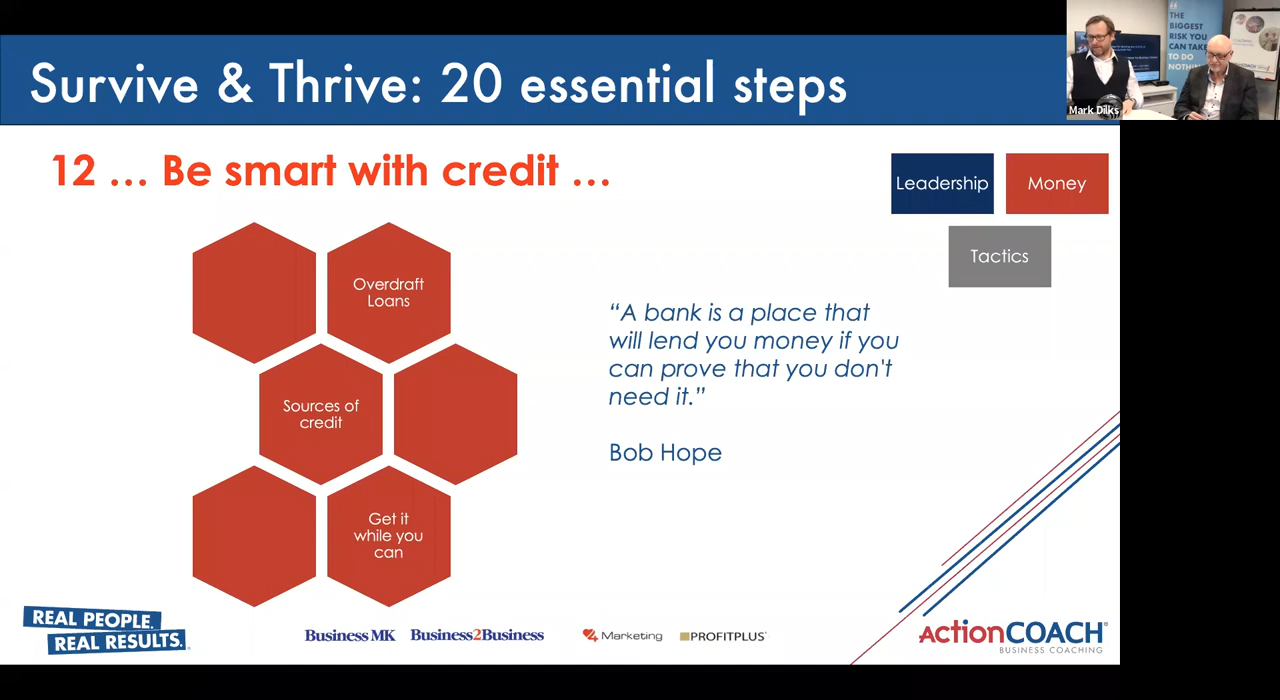 Survive & Thrive: 20 essential steps
THE
BIGGEST
RISK YOU
CAN TAKE
TO DO
NOTHING
Mark Dilks
12 … Be smart with credit …
Leadership
Money
Tactics
Overdraft
Loans
Sources of
credit
Get it
while you
can
“A bank is a place that
will lend you money if you
can prove that you don't
need it.”
Bob Hope
REAL PEOPLE.
REAL RESULTS.
Business MK
Business2Business
4 Marketing
PROFITPLUS
ActionCOACH
BUSINESS COACHING